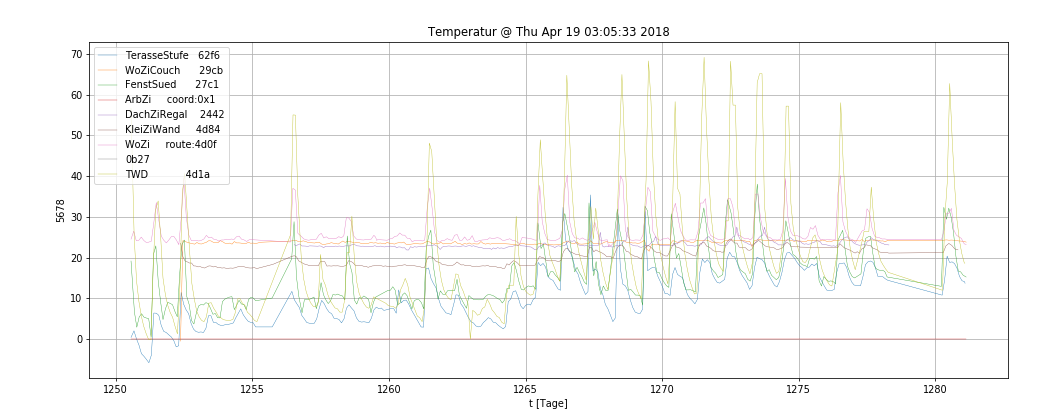 Temperatur @ Thu Apr 19 03:05:33 2018
70
60
50
40
30
20
10
0
5678
TerasseStufe 62f6
WoZiCouch 29cb
FenstSued 27c1
ArbZi coord:0x1
DachZiRegal 2442
KleiZiWand 4d84
WoZi route:4d0f
0b27
TWD 4d1a
1250 1255 1260 1265 1270 1275 1280
t [Tage]